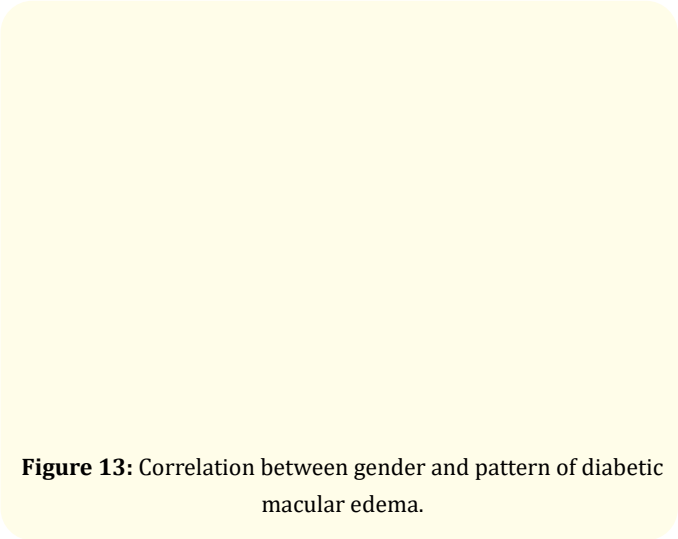 Figure 13: Correlation between gender and pattern of diabetic
macular edema.